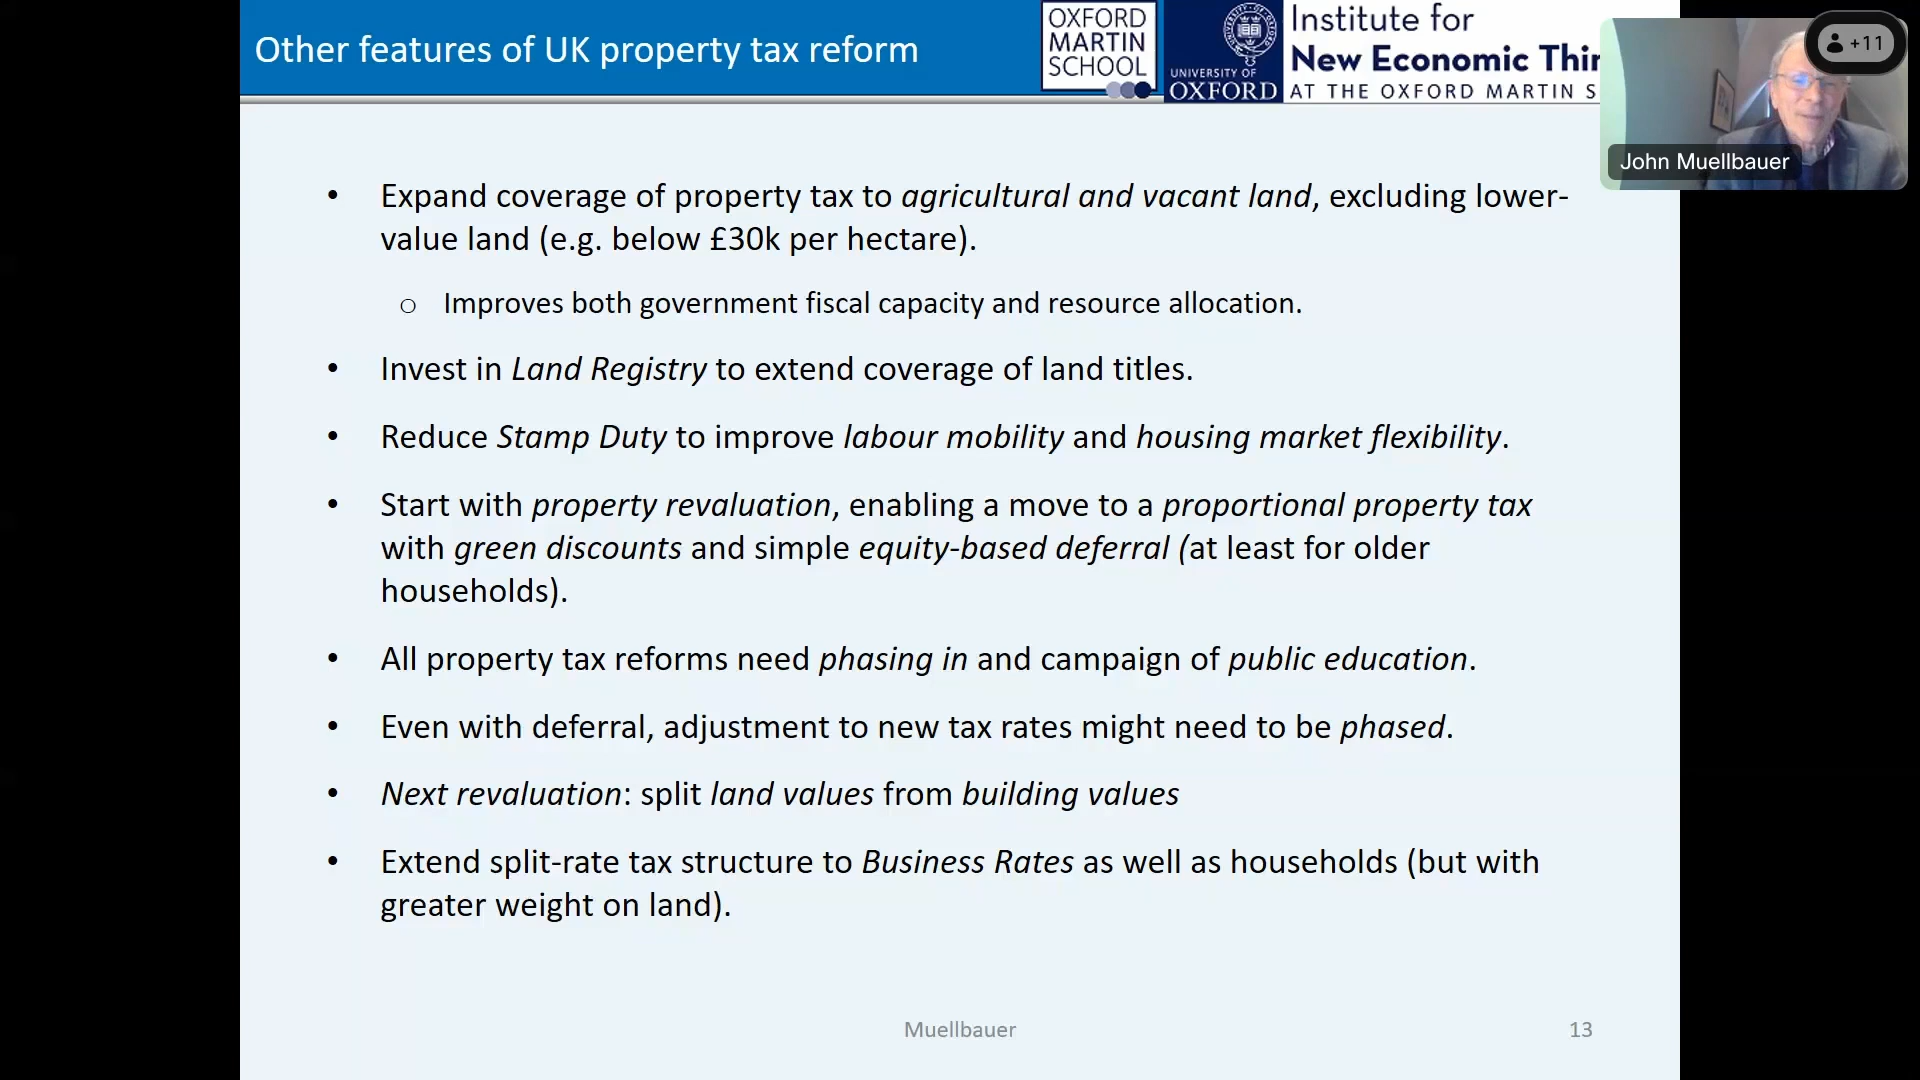 Other features of UK property tax reform
OXFORD
MARTIN
SCHOOL
UNIVERSITY OF
OXFORD
Institute for
New Economic
AT THE OXFORD MARTIN
+11
John Muellbauer
• Expand coverage of property tax to agricultural and vacant land, excluding lower-
value land (e.g. below £30k per hectare).
o Improves both government fiscal capacity and resource allocation.
• Invest in Land Registry to extend coverage of land titles.
• Reduce Stamp Duty to improve labour mobility and housing market flexibility.
• Start with property revaluation, enabling a move to a proportional property tax
with green discounts and simple equity-based deferral (at least for older
households).
• All property tax reforms need phasing in and campaign of public education.
• Even with deferral, adjustment to new tax rates might need to be phased.
• Next revaluation: split land values from building values
• Extend split-rate tax structure to Business Rates as well as households (but with
greater weight on land).
Muellbauer
13